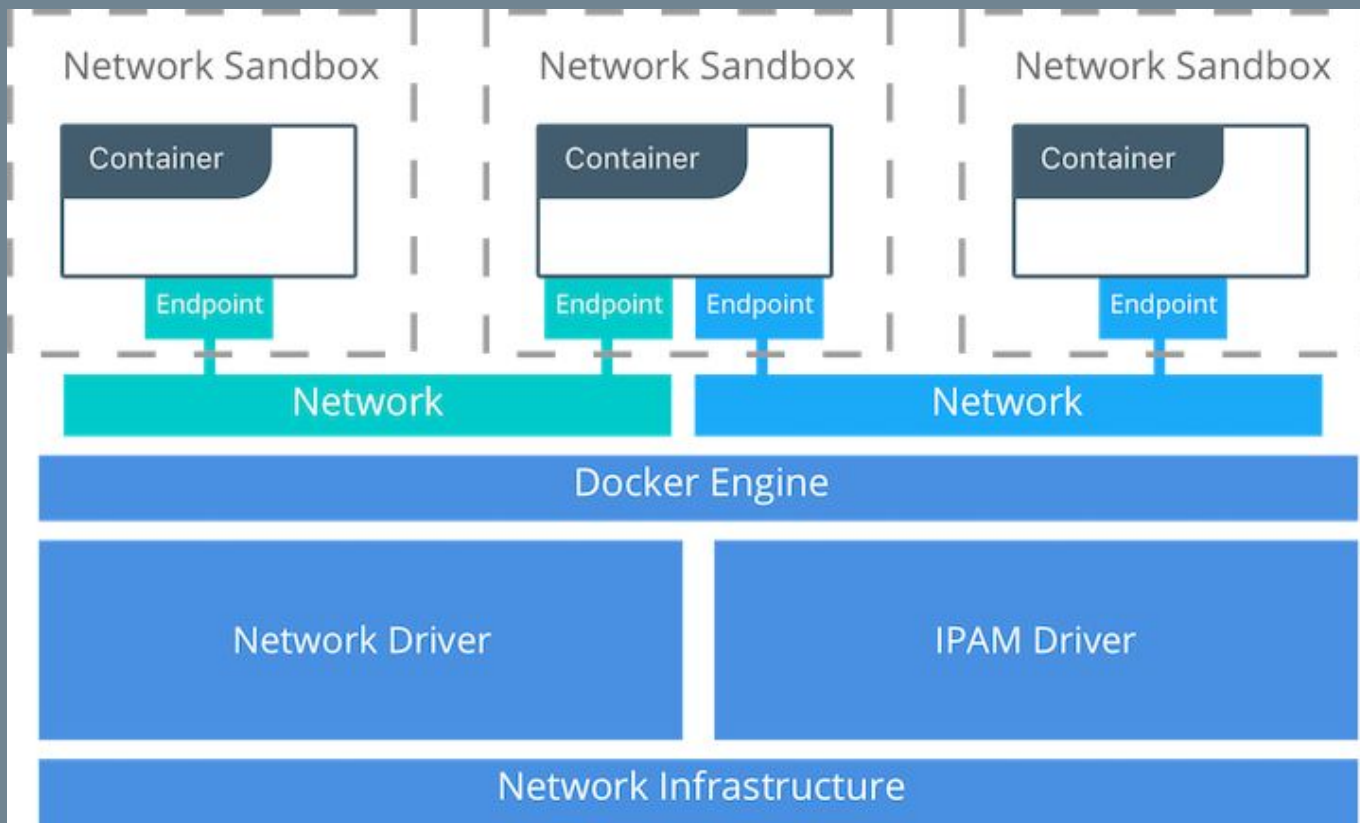 Network Sandbox
Network Sandbox
Network Sandbox
Container
Container
Container
Endpoint
Endpoint
Endpoint
Endpoint
Network
Network
Docker Engine
Network Driver
IPAM Driver
Network Infrastructure